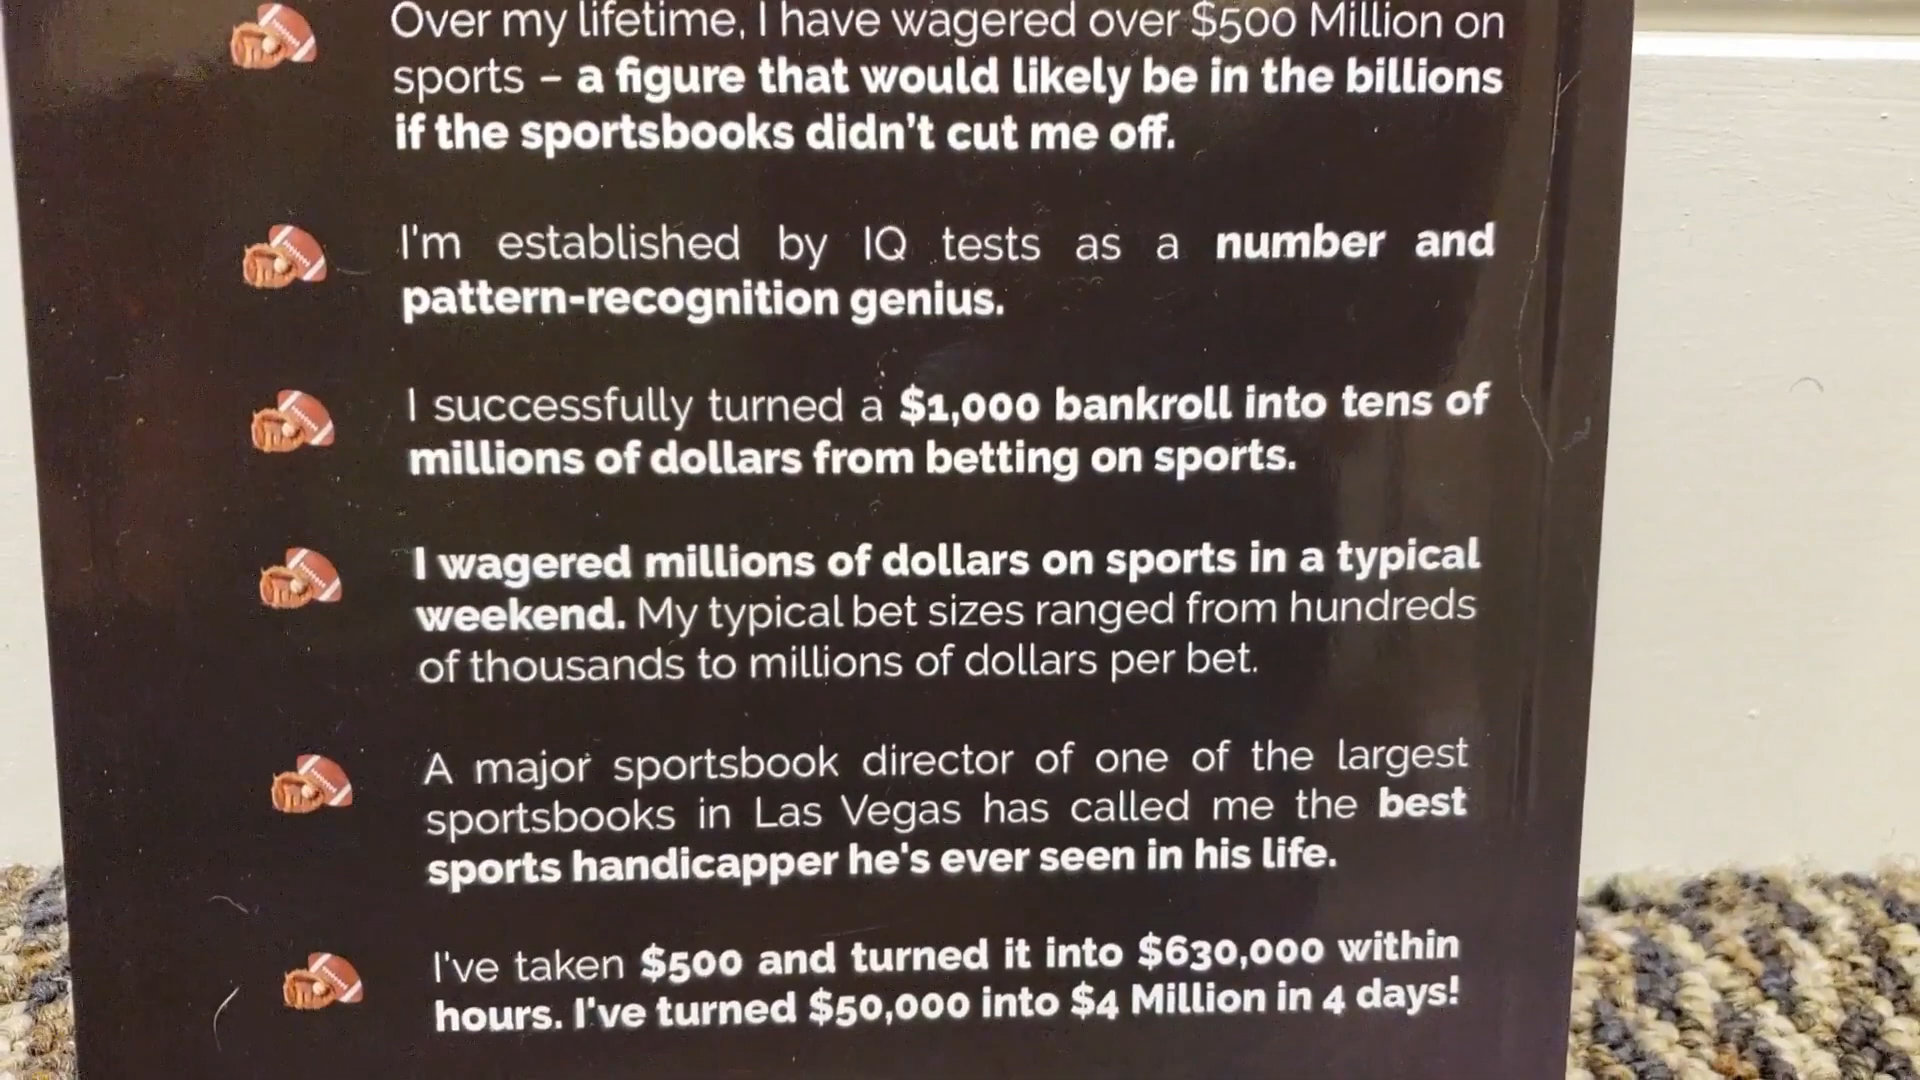 Over my lifetime, I have wagered over $500 Million on
sports – a figure that would likely be in the billions
if the sportsbooks didn't cut me off.
I'm established by IQ tests as a number and
pattern-recognition genius.
I successfully turned a $1,000 bankroll into tens of
millions of dollars from betting on sports.
I wagered millions of dollars on sports in a typical
weekend. My typical bet sizes ranged from hundreds
of thousands to millions of dollars per bet.
A major sportsbook director of one of the largest
sportsbooks in Las Vegas has called me the best
sports handicapper he's ever seen in his life.
I've taken $500 and turned it into $630,000 within
hours. I've turned $50,000 into $4 Million in 4 days!